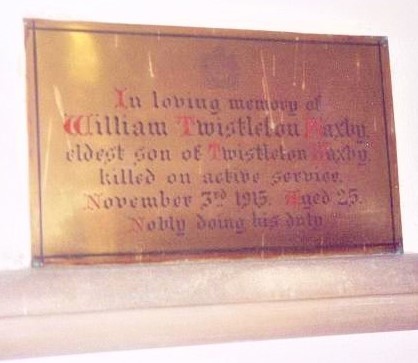 In loving memory of
William Twistleton Haxby,
eldest son of Twistleton Haxby,
killed on active service,
November 3rd 1915. Aged 25.
Nobly doing his duty